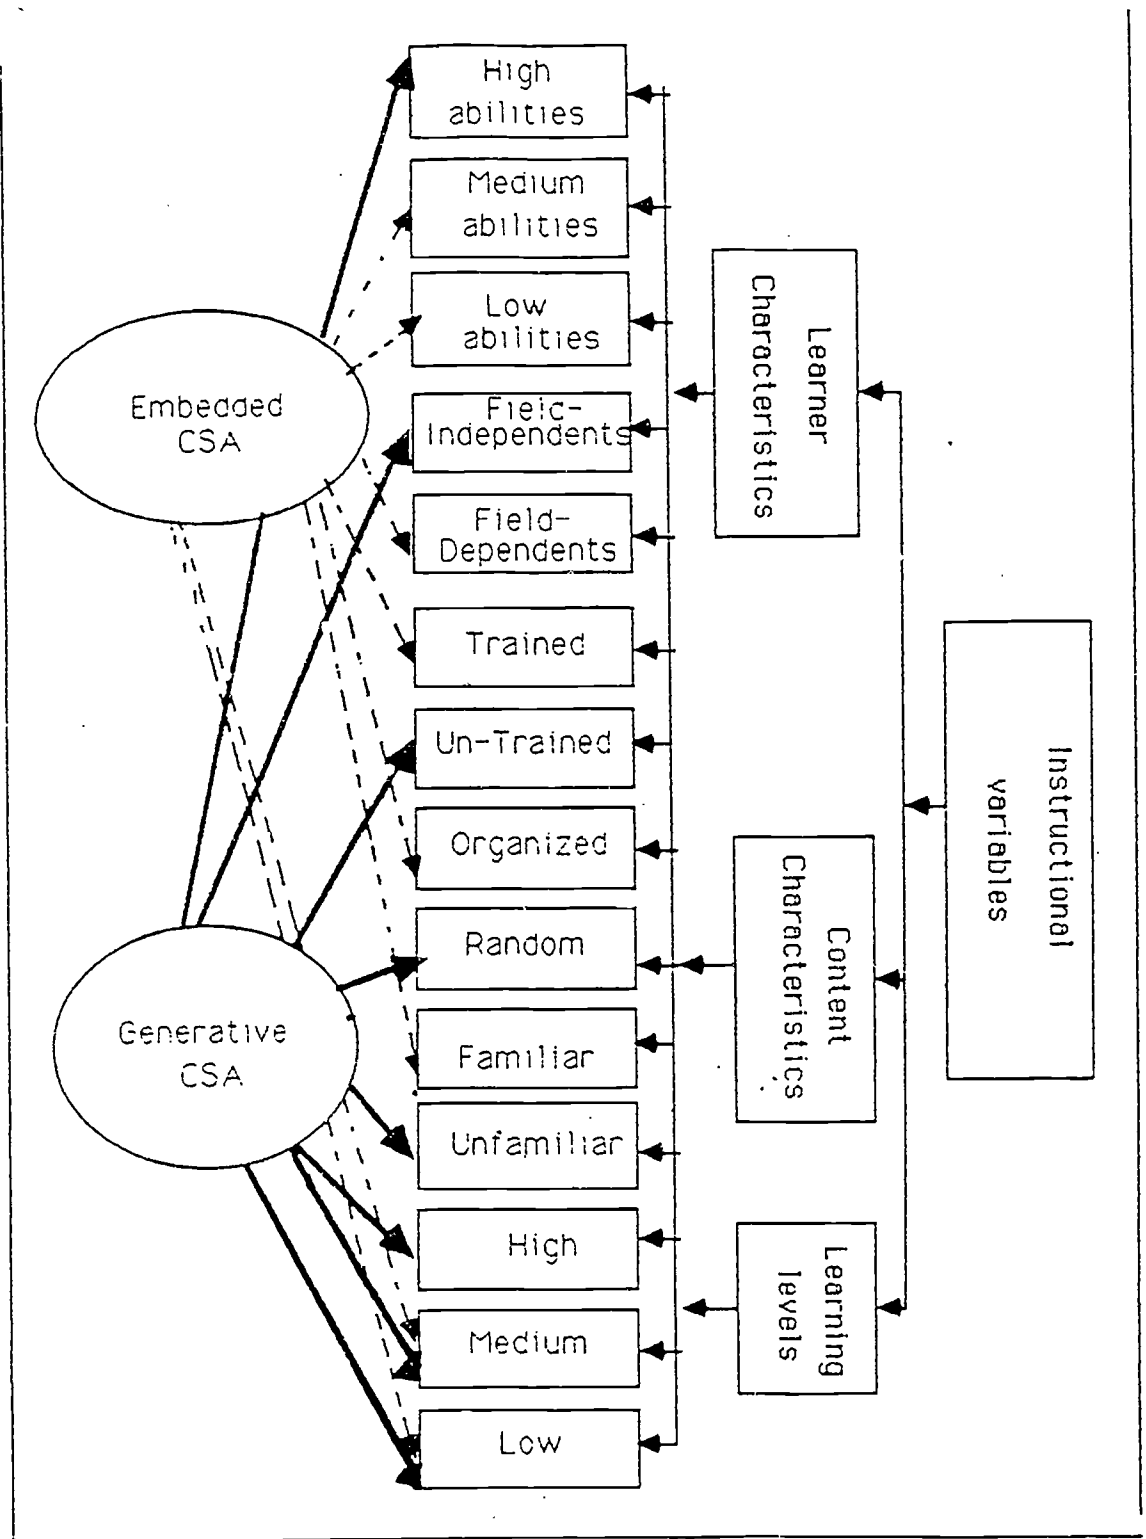 High
abilities
Medium
abilities
Low
abilities
Field-
Independents
Field-
Dependents
Trained
Un-Trained
Organized
Random
Familiar
Unfamiliar
High
Medium
Low
Embedded
CSA
Generative
CSA
Learner
Characteristics
Content
Characteristics
Learning
levels
Instructional
variables